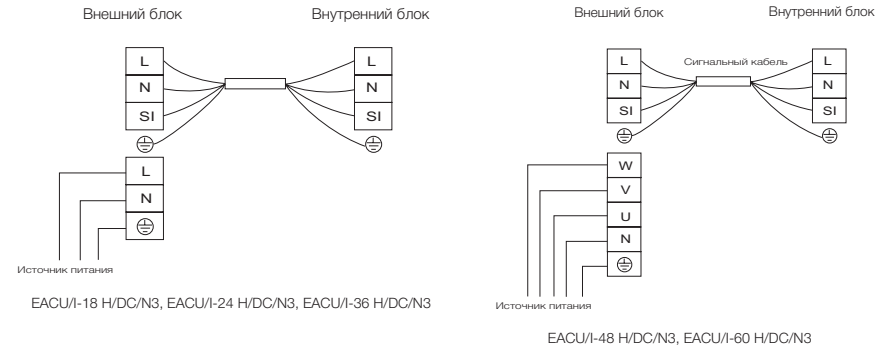 Внешний блок
Внутренний блок
L
N
SI
L
N
SI
L
N
Источник питания
EACU/I-18 H/DC/N3, EACU/I-24 H/DC/N3, EACU/I-36 H/DC/N3
Внешний блок
Внутренний блок
Сигнальный кабель
L
N
SI
L
N
SI
W
V
U
N
Источник питания
EACU/I-48 H/DC/N3, EACU/I-60 H/DC/N3